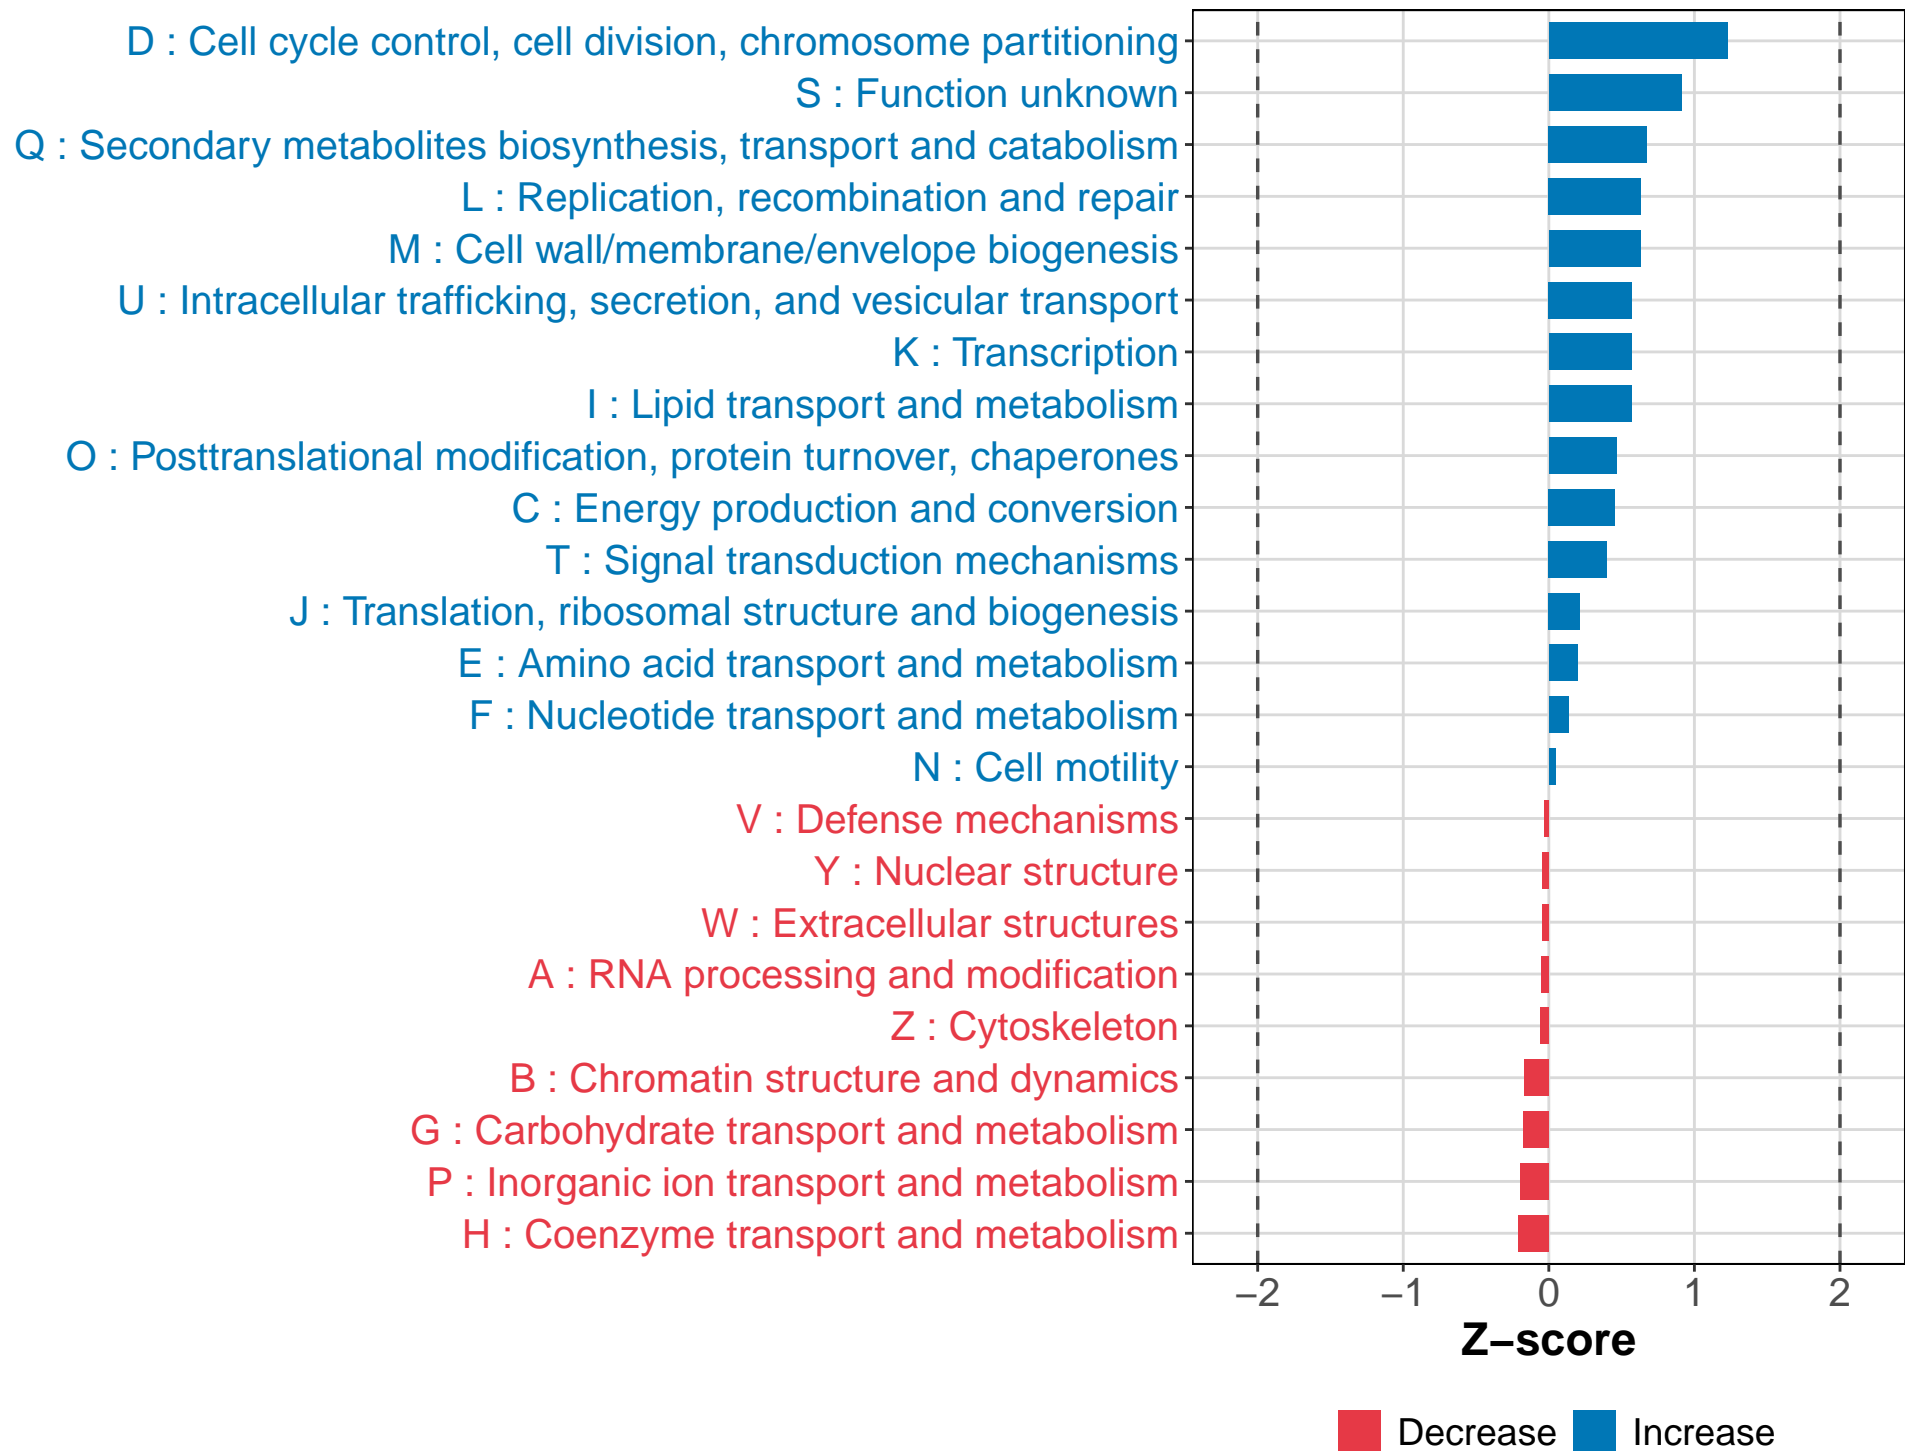 D : Cell cycle control, cell division, chromosome partitioning
S : Function unknown
Q : Secondary metabolites biosynthesis, transport and catabolism
L : Replication, recombination and repair
M : Cell wall/membrane/envelope biogenesis
U : Intracellular trafficking, secretion, and vesicular transport
K : Transcription
I : Lipid transport and metabolism
O : Posttranslational modification, protein turnover, chaperones
C : Energy production and conversion
T : Signal transduction mechanisms
J : Translation, ribosomal structure and biogenesis
E : Amino acid transport and metabolism
F : Nucleotide transport and metabolism
N : Cell motility
V : Defense mechanisms
Y : Nuclear structure
W : Extracellular structures
A : RNA processing and modification
Z : Cytoskeleton
B : Chromatin structure and dynamics
G : Carbohydrate transport and metabolism
P : Inorganic ion transport and metabolism
H : Coenzyme transport and metabolism
−2 −1 0 1 2
Z−score
Decrease Increase